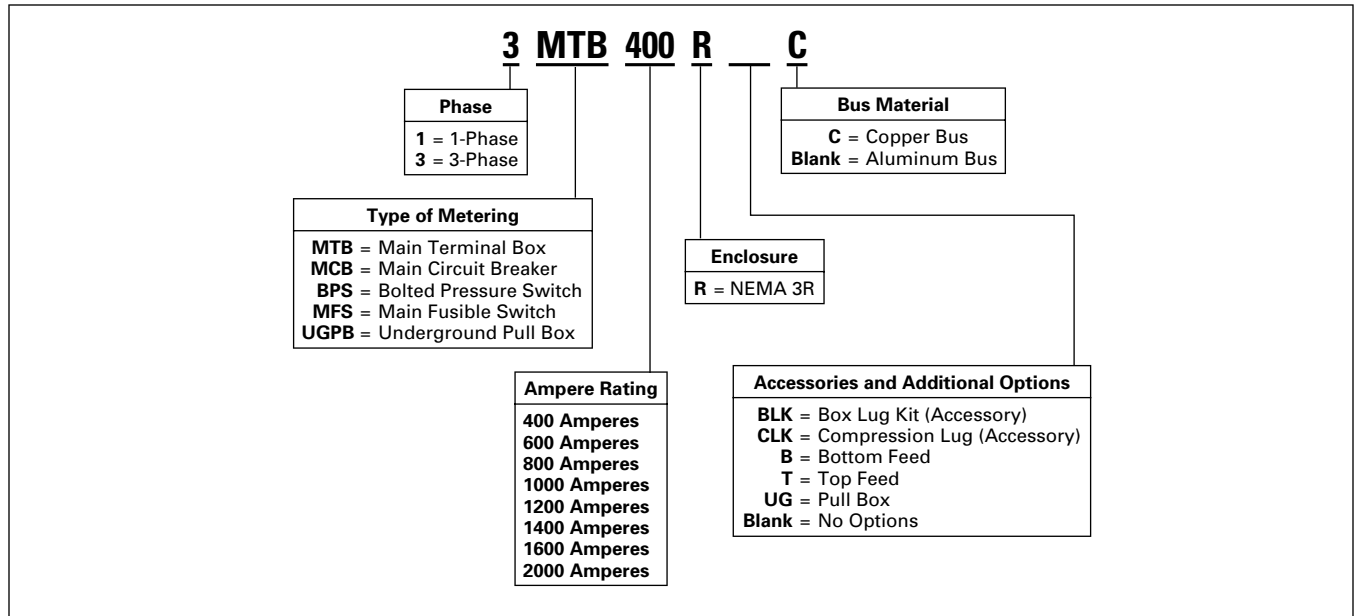 3 MTB 400 R __ C
Phase
1 = 1-Phase
3 = 3-Phase
Bus Material
C = Copper Bus
Blank = Aluminum Bus
Type of Metering
MTB = Main Terminal Box
MCB = Main Circuit Breaker
BPS = Bolted Pressure Switch
MFS = Main Fusible Switch
UGPB = Underground Pull Box
Enclosure
R = NEMA 3R
Ampere Rating
400 Amperes
600 Amperes
800 Amperes
1000 Amperes
1200 Amperes
1400 Amperes
1600 Amperes
2000 Amperes
Accessories and Additional Options
BLK = Box Lug Kit (Accessory)
CLK = Compression Lug (Accessory)
B = Bottom Feed
T = Top Feed
UG = Pull Box
Blank = No Options